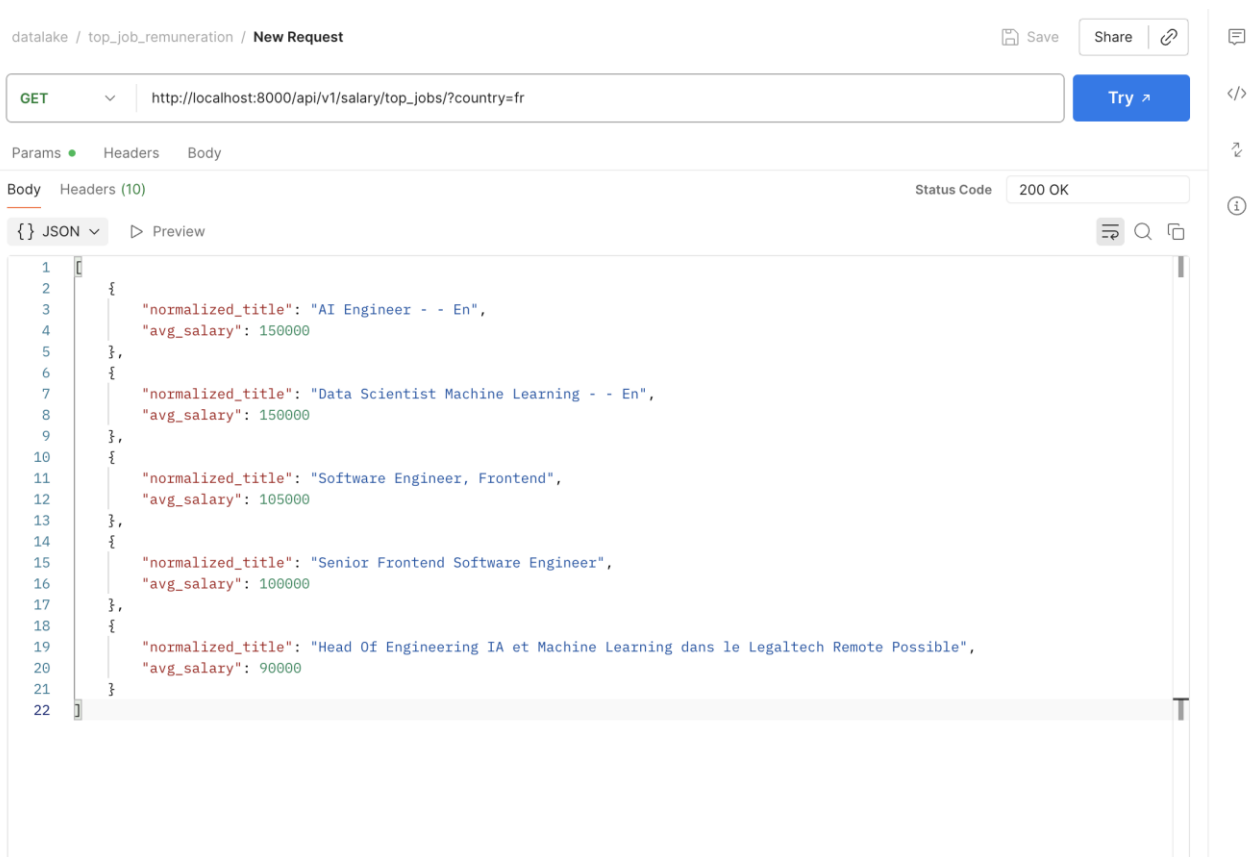 datalake / top_job_remuneration / New Request
Save
Share
GET
http://localhost:8000/api/v1/salary/top_jobs/?country=fr
Try ↗
Params
Headers
Body
Body
Headers (10)
Status Code
200 OK
{} JSON
Preview
1 [
2 {
3 "normalized_title": "AI Engineer - - En",
4 "avg_salary": 150000
5 },
6 {
7 "normalized_title": "Data Scientist Machine Learning - - En",
8 "avg_salary": 150000
9 },
10 {
11 "normalized_title": "Software Engineer, Frontend",
12 "avg_salary": 105000
13 },
14 {
15 "normalized_title": "Senior Frontend Software Engineer",
16 "avg_salary": 100000
17 },
18 {
19 "normalized_title": "Head Of Engineering IA et Machine Learning dans le Legaltech Remote Possible",
20 "avg_salary": 90000
21 }
22 ]